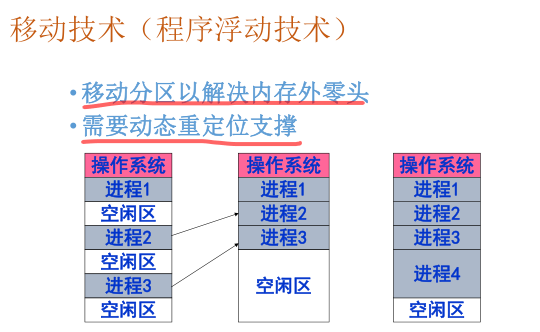 移动技术（程序浮动技术）
•移动分区以解决内存外零头
•需要动态重定位支撑
操作系统
进程1
空闲区
进程2
空闲区
进程3
空闲区
操作系统
进程1
进程2
进程3
空闲区
操作系统
进程1
进程2
进程3
进程4
空闲区